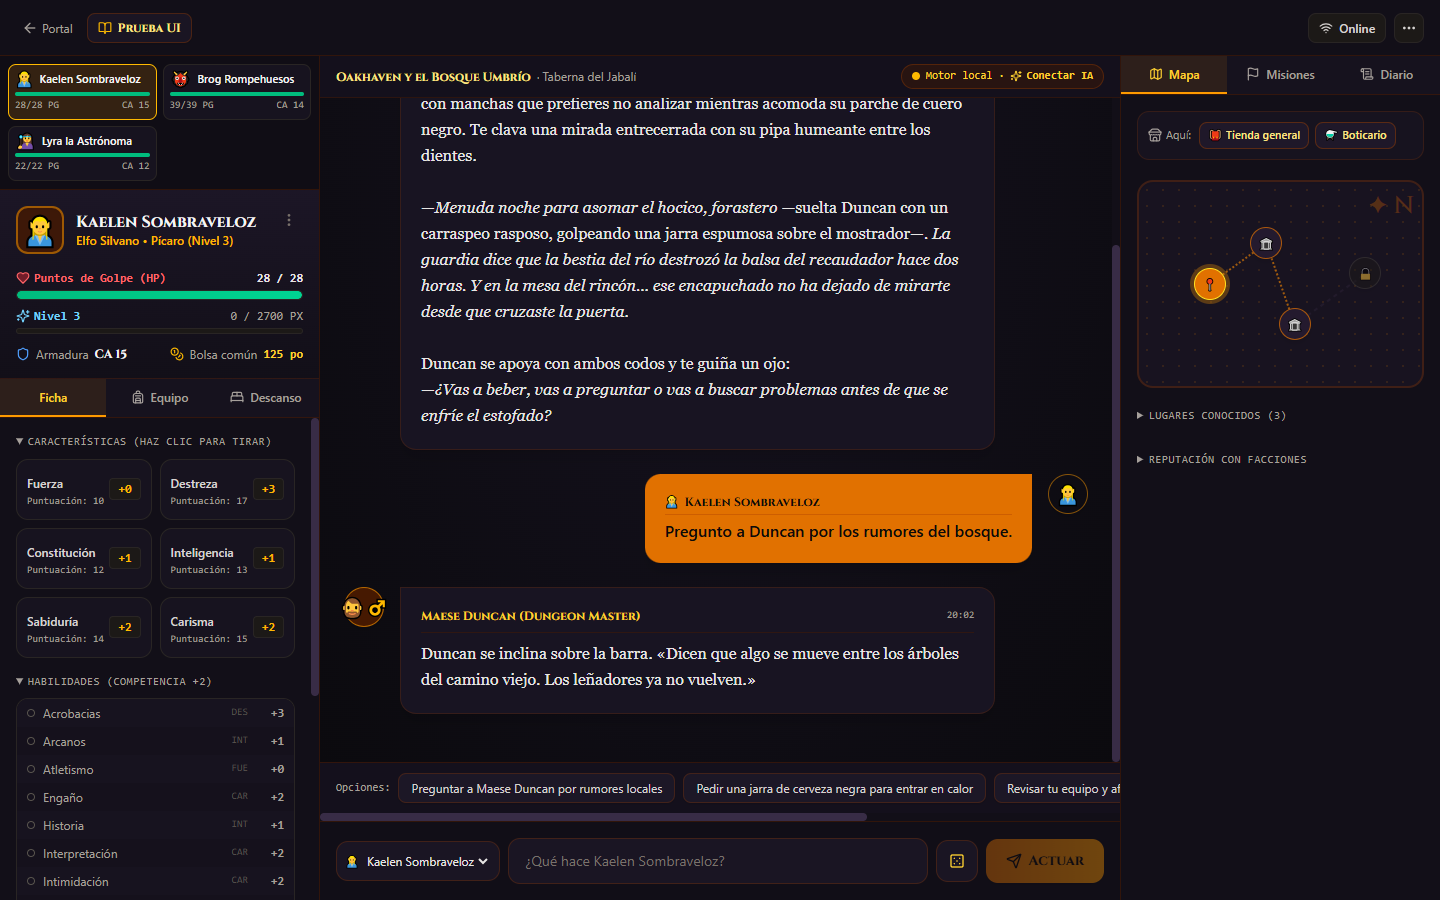 Portal
Prueba UI
Online
Kaelen Sombraveloz
28/28 PG
CA 15
Brog Rompehuesos
39/39 PG
CA 14
Lyra la Astrónoma
22/22 PG
CA 12
Kaelen Sombraveloz
Elfo Silvano • Pícaro (Nivel 3)
Puntos de Golpe (HP)
28 / 28
Nivel 3
0 / 2700 PX
Armadura CA 15
Bolsa común 125 po
Ficha
Equipo
Descanso
CARACTERÍSTICAS (HAZ CLIC PARA TIRAR)
Fuerza
Puntuación: 10
+0
Destreza
Puntuación: 17
+3
Constitución
Puntuación: 12
+1
Inteligencia
Puntuación: 13
+1
Sabiduría
Puntuación: 14
+2
Carisma
Puntuación: 15
+2
HABILIDADES (COMPETENCIA +2)
Acrobacias DES +3
Arcanos INT +1
Atletismo FUE +0
Engaño CAR +2
Historia INT +1
Interpretación CAR +2
Intimidación CAR +2
Oakhaven y el Bosque Umbrío · Taberna del Jabalí
Motor local · Conectar IA
con manchas que prefieres no analizar mientras acomoda su parche de cuero
negro. Te clava una mirada entrecerrada con su pipa humeante entre los
dientes.
—Menuda noche para asomar el hocico, forastero —suelta Duncan con un
carraspeo rasposo, golpeando una jarra espumosa sobre el mostrador—. La
guardia dice que la bestia del río destrozó la balsa del recaudador hace dos
horas. Y en la mesa del rincón... ese encapuchado no ha dejado de mirarte
desde que cruzaste la puerta.
Duncan se apoya con ambos codos y te guiña un ojo:
—¿Vas a beber, vas a preguntar o vas a buscar problemas antes de que se
enfríe el estofado?
Kaelen Sombraveloz
Pregunto a Duncan por los rumores del bosque.
Maese Duncan (Dungeon Master)
20:02
Duncan se inclina sobre la barra. «Dicen que algo se mueve entre los árboles
del camino viejo. Los leñadores ya no vuelven.»
Opciones:
Preguntar a Maese Duncan por rumores locales
Pedir una jarra de cerveza negra para entrar en calor
Revisar tu equipo y af
Kaelen Sombraveloz
¿Qué hace Kaelen Sombraveloz?
Actuar
Mapa
Misiones
Diario
Aquí:
Tienda general
Boticario
N
LUGARES CONOCIDOS (3)
REPUTACIÓN CON FACCIONES